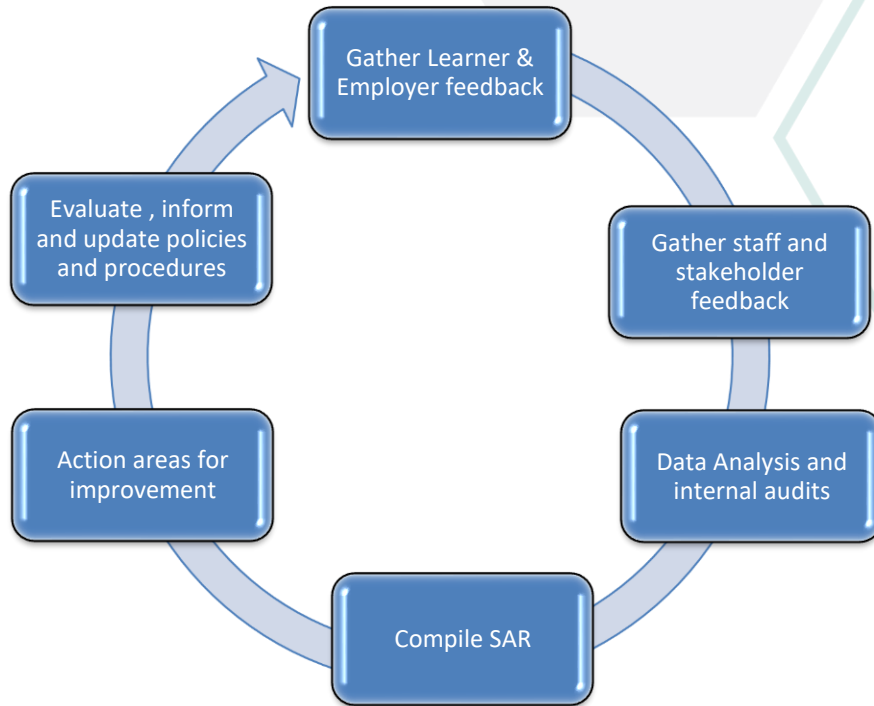 Gather Learner &
Employer feedback
Gather staff and
stakeholder
feedback
Data Analysis and
internal audits
Compile SAR
Action areas for
improvement
Evaluate , inform
and update policies
and procedures